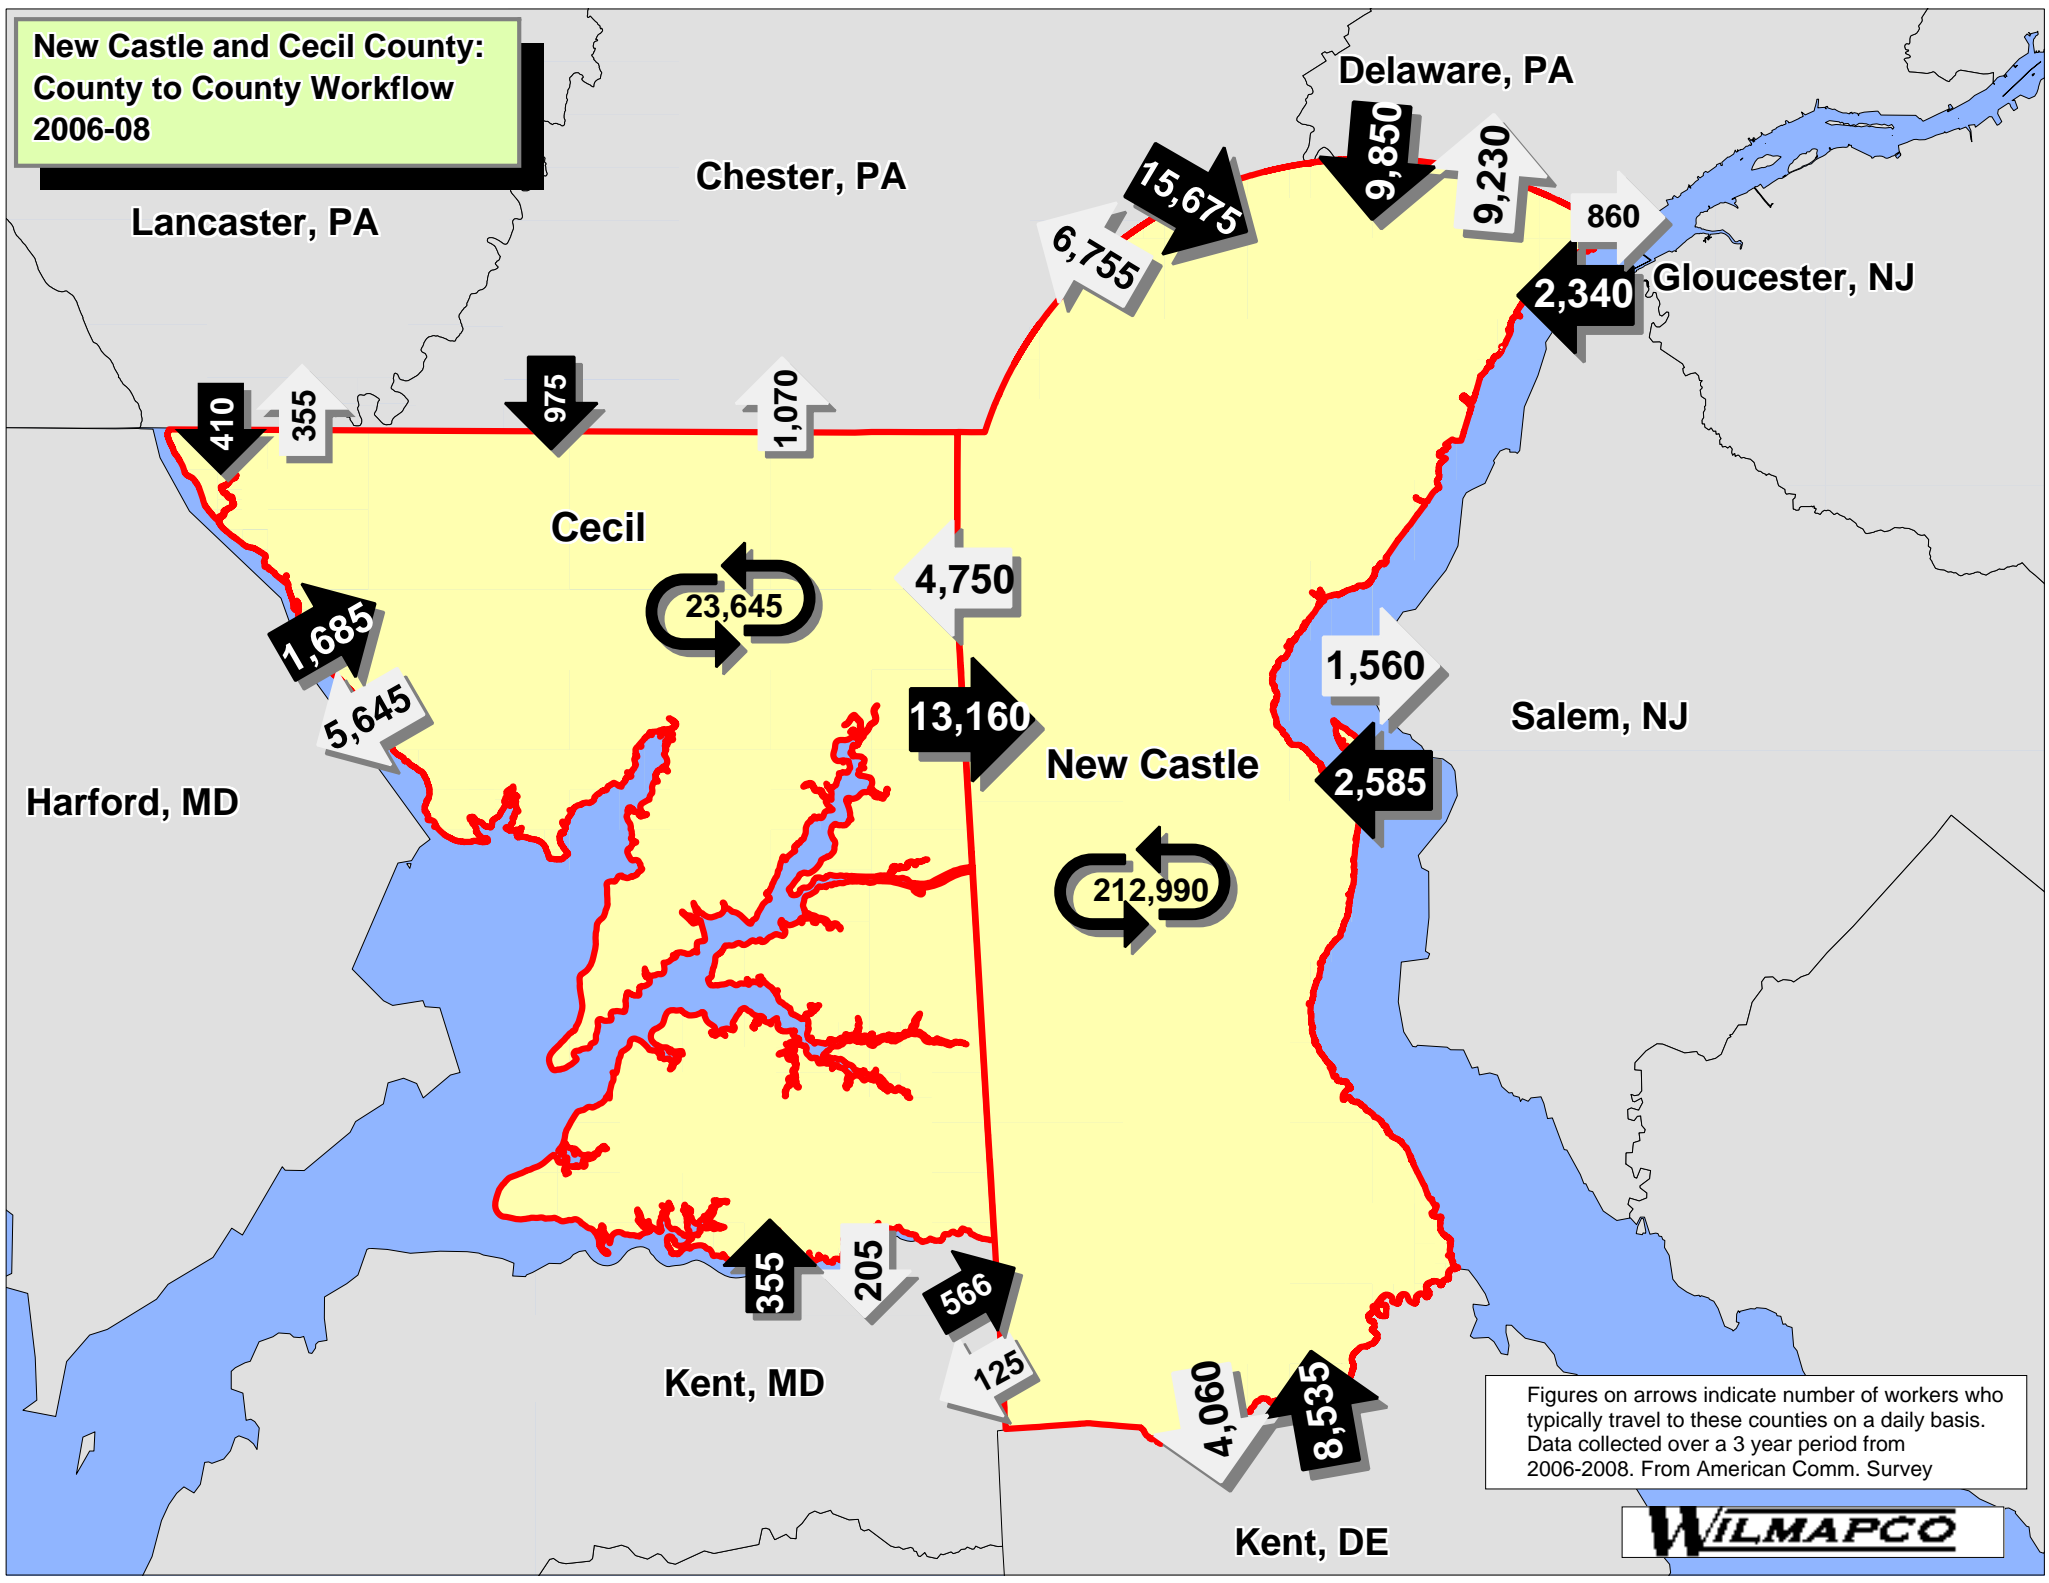 New Castle and Cecil County:
County to County Workflow
2006-08
Delaware, PA
Chester, PA
Lancaster, PA
9,850
9,230
15,675
860
6,755
Gloucester, NJ
2,340
410
355
975
1,070
Cecil
4,750
23,645
1,685
5,645
1,560
13,160
Salem, NJ
New Castle
2,585
Harford, MD
212,990
355
205
566
125
Kent, MD
4,060
8,535
Figures on arrows indicate number of workers who
typically travel to these counties on a daily basis.
Data collected over a 3 year period from
2006-2008. From American Comm. Survey
Kent, DE
WILMAPCO